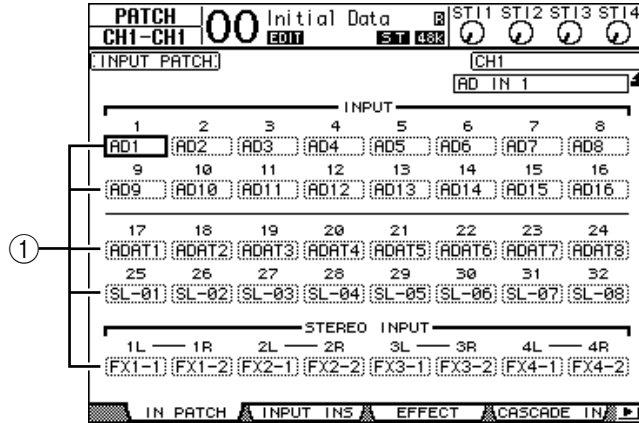 PATCH 00 Initial Data R ST11 ST12 ST13 ST14
CH1-CH1 EDIT ST 48K
INPUT PATCH CH1
AD IN 1
INPUT
1 2 3 4 5 6 7 8
AD1 AD2 AD3 AD4 AD5 AD6 AD7 AD8
9 10 11 12 13 14 15 16
AD9 AD10 AD11 AD12 AD13 AD14 AD15 AD16
1
17 18 19 20 21 22 23 24
ADAT1 ADAT2 ADAT3 ADAT4 ADAT5 ADAT6 ADAT7 ADAT8
25 26 27 28 29 30 31 32
SL-01 SL-02 SL-03 SL-04 SL-05 SL-06 SL-07 SL-08
STEREO INPUT
1L 1R 2L 2R 3L 3R 4L 4R
FX1-1 FX1-2 FX2-1 FX2-2 FX3-1 FX3-2 FX4-1 FX4-2
IN PATCH INPUT INS EFFECT CASCADE IN